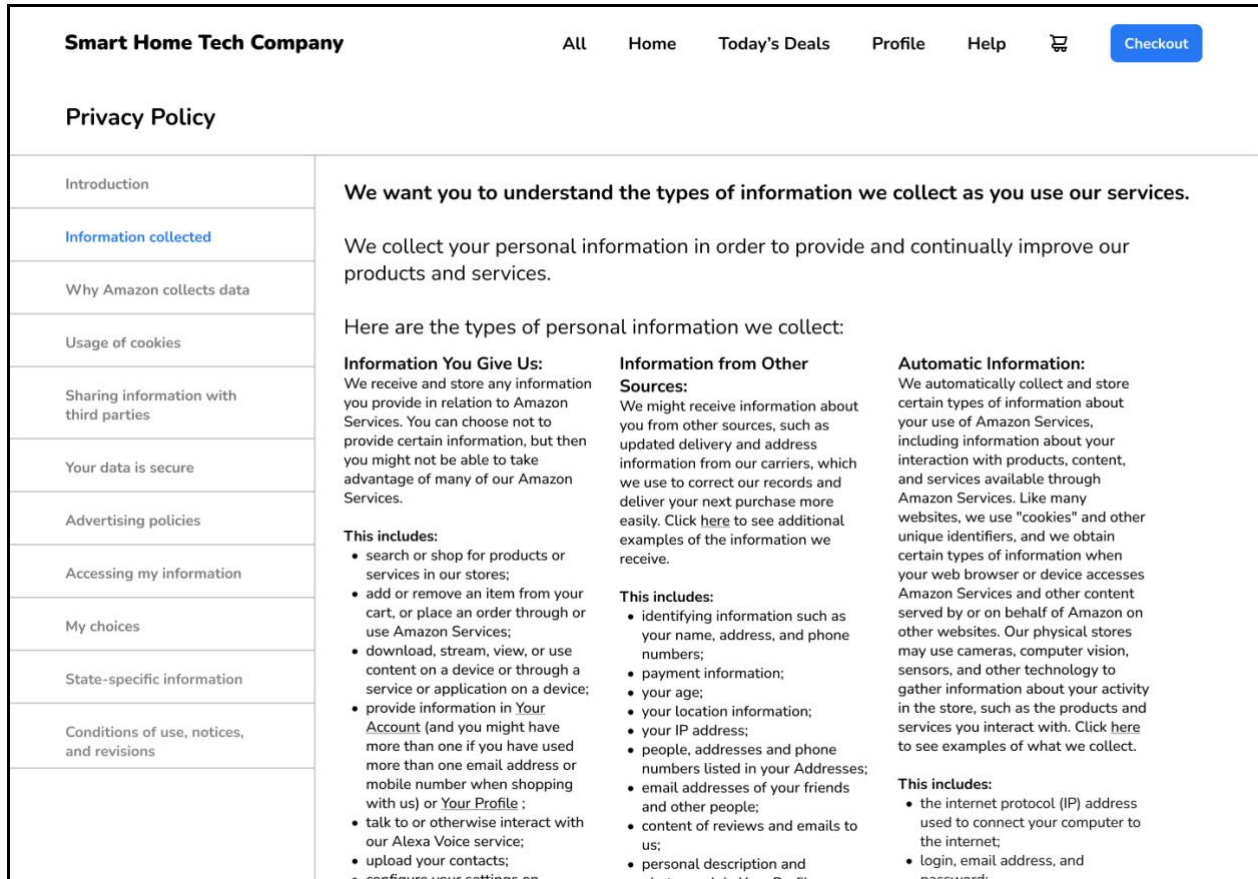 Smart Home Tech Company
All Home Today's Deals Profile Help Checkout
Privacy Policy
Introduction
Information collected
Why Amazon collects data
Usage of cookies
Sharing information with
third parties
Your data is secure
Advertising policies
Accessing my information
My choices
State-specific information
Conditions of use, notices,
and revisions
We want you to understand the types of information we collect as you use our services.
We collect your personal information in order to provide and continually improve our
products and services.
Here are the types of personal information we collect:
Information You Give Us:
We receive and store any information
you provide in relation to Amazon
Services. You can choose not to
provide certain information, but then
you might not be able to take
advantage of many of our Amazon
Services.
This includes:
• search or shop for products or
services in our stores;
• add or remove an item from your
cart, or place an order through or
use Amazon Services;
• download, stream, view, or use
content on a device or through a
service or application on a device;
• provide information in Your
Account (and you might have
more than one if you have used
more than one email address or
mobile number when shopping
with us) or Your Profile ;
• talk to or otherwise interact with
our Alexa Voice service;
• upload your contacts;
• configure your settings on
Information from Other
Sources:
We might receive information about
you from other sources, such as
updated delivery and address
information from our carriers, which
we use to correct our records and
deliver your next purchase more
easily. Click here to see additional
examples of the information we
receive.
This includes:
• identifying information such as
your name, address, and phone
numbers;
• payment information;
• your age;
• your location information;
• your IP address;
• people, addresses and phone
numbers listed in your Addresses;
• email addresses of your friends
and other people;
• content of reviews and emails to
us;
• personal description and
Automatic Information:
We automatically collect and store
certain types of information about
your use of Amazon Services,
including information about your
interaction with products, content,
and services available through
Amazon Services. Like many
websites, we use "cookies" and other
unique identifiers, and we obtain
certain types of information when
your web browser or device accesses
Amazon Services and other content
served by or on behalf of Amazon on
other websites. Our physical stores
may use cameras, computer vision,
sensors, and other technology to
gather information about your activity
in the store, such as the products and
services you interact with. Click here
to see examples of what we collect.
This includes:
• the internet protocol (IP) address
used to connect your computer to
the internet;
• login, email address, and
password;